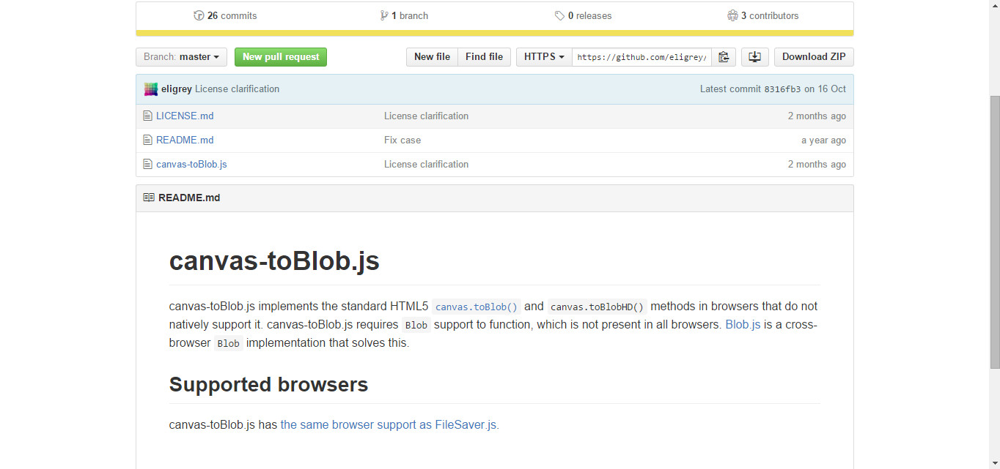 26 commits 1 branch 0 releases 3 contributors
Branch: master New pull request New file Find file HTTPS https://github.com/eligrey/ Download ZIP
eligrey License clarification Latest commit 8316fb3 on 16 Oct
LICENSE.md License clarification 2 months ago
README.md Fix case a year ago
canvas-toBlob.js License clarification 2 months ago
README.md
canvas-toBlob.js
canvas-toBlob.js implements the standard HTML5 canvas.toBlob() and canvas.toBlobHD() methods in browsers that do not
natively support it. canvas-toBlob.js requires Blob support to function, which is not present in all browsers. Blob.js is a cross-
browser Blob implementation that solves this.
Supported browsers
canvas-toBlob.js has the same browser support as FileSaver.js.